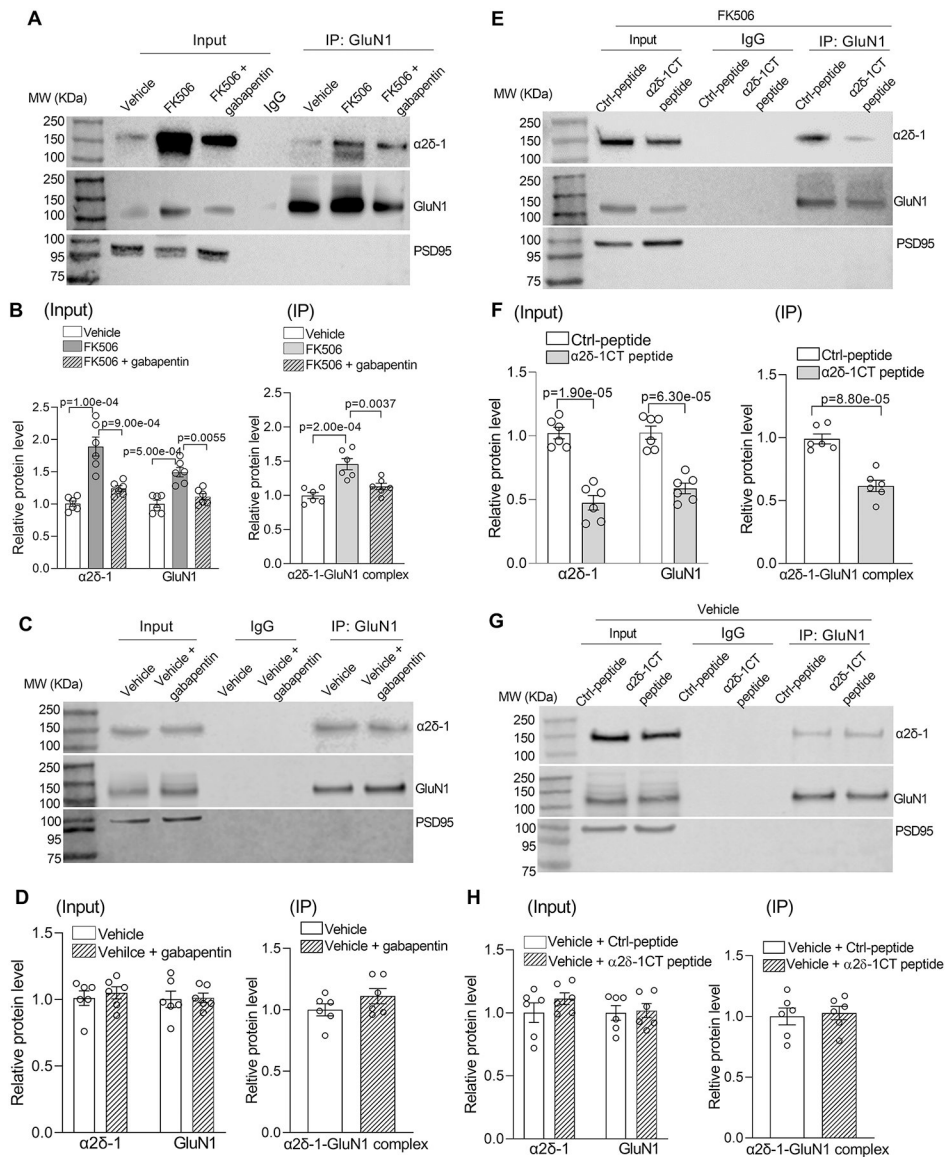 A
Input
IP: GluN1
MW (KDa)
Vehicle
FK506
FK506 +
gabapentin
IgG
Vehicle
FK506
FK506 +
gabapentin
250
150
100
α2δ-1
250
150
100
GluN1
100
95
75
PSD95
B
(Input)
Vehicle
FK506
FK506 + gabapentin
Relative protein level
2.5
2.0
1.5
1.0
0.5
0.0
p=1.00e-04
p=9.00e-04
p=5.00e-04
p=0.0055
α2δ-1
GluN1
(IP)
Vehicle
FK506
FK506 + gabapentin
Relative protein level
2.5
2.0
1.5
1.0
0.5
0.0
p=2.00e-04
p=0.0037
α2δ-1-GluN1 complex
C
Input
IgG
IP: GluN1
MW (KDa)
Vehicle
Vehicle +
gabapentin
Vehicle
Vehicle +
gabapentin
Vehicle
Vehicle +
gabapentin
250
150
100
α2δ-1
250
150
100
GluN1
100
95
75
PSD95
D
(Input)
Vehicle
Vehilce + gabapentin
Relative protein level
1.5
1.0
0.5
0.0
α2δ-1
GluN1
(IP)
Vehicle
Vehicle + gabapentin
Reltive protein level
1.5
1.0
0.5
0.0
α2δ-1-GluN1 complex
E
FK506
Input
IgG
IP: GluN1
MW (KDa)
Ctrl-peptide
α2δ-1CT
peptide
Ctrl-peptide
α2δ-1CT
peptide
Ctrl-peptide
α2δ-1CT
peptide
250
150
100
α2δ-1
250
150
100
GluN1
100
95
75
PSD95
F
(Input)
Ctrl-peptide
α2δ-1CT peptide
Relative protein level
1.5
1.0
0.5
0.0
p=1.90e-05
p=6.30e-05
α2δ-1
GluN1
(IP)
Ctrl-peptide
α2δ-1CT peptide
Relative protein level
1.5
1.0
0.5
0.0
p=8.80e-05
α2δ-1-GluN1 complex
G
Vehicle
Input
IgG
IP: GluN1
MW (KDa)
Ctrl-peptide
α2δ-1CT
peptide
Ctrl-peptide
α2δ-1CT
peptide
Ctrl-peptide
α2δ-1CT
peptide
250
150
100
α2δ-1
250
150
100
GluN1
100
95
75
PSD95
H
(Input)
Vehicle + Ctrl-peptide
Vehicle + α2δ-1CT peptide
Relative protein level
1.5
1.0
0.5
0.0
α2δ-1
GluN1
(IP)
Vehicle + Ctrl-peptide
Vehicle + α2δ-1CT peptide
Reltive protein level
1.5
1.0
0.5
0.0
α2δ-1-GluN1 complex